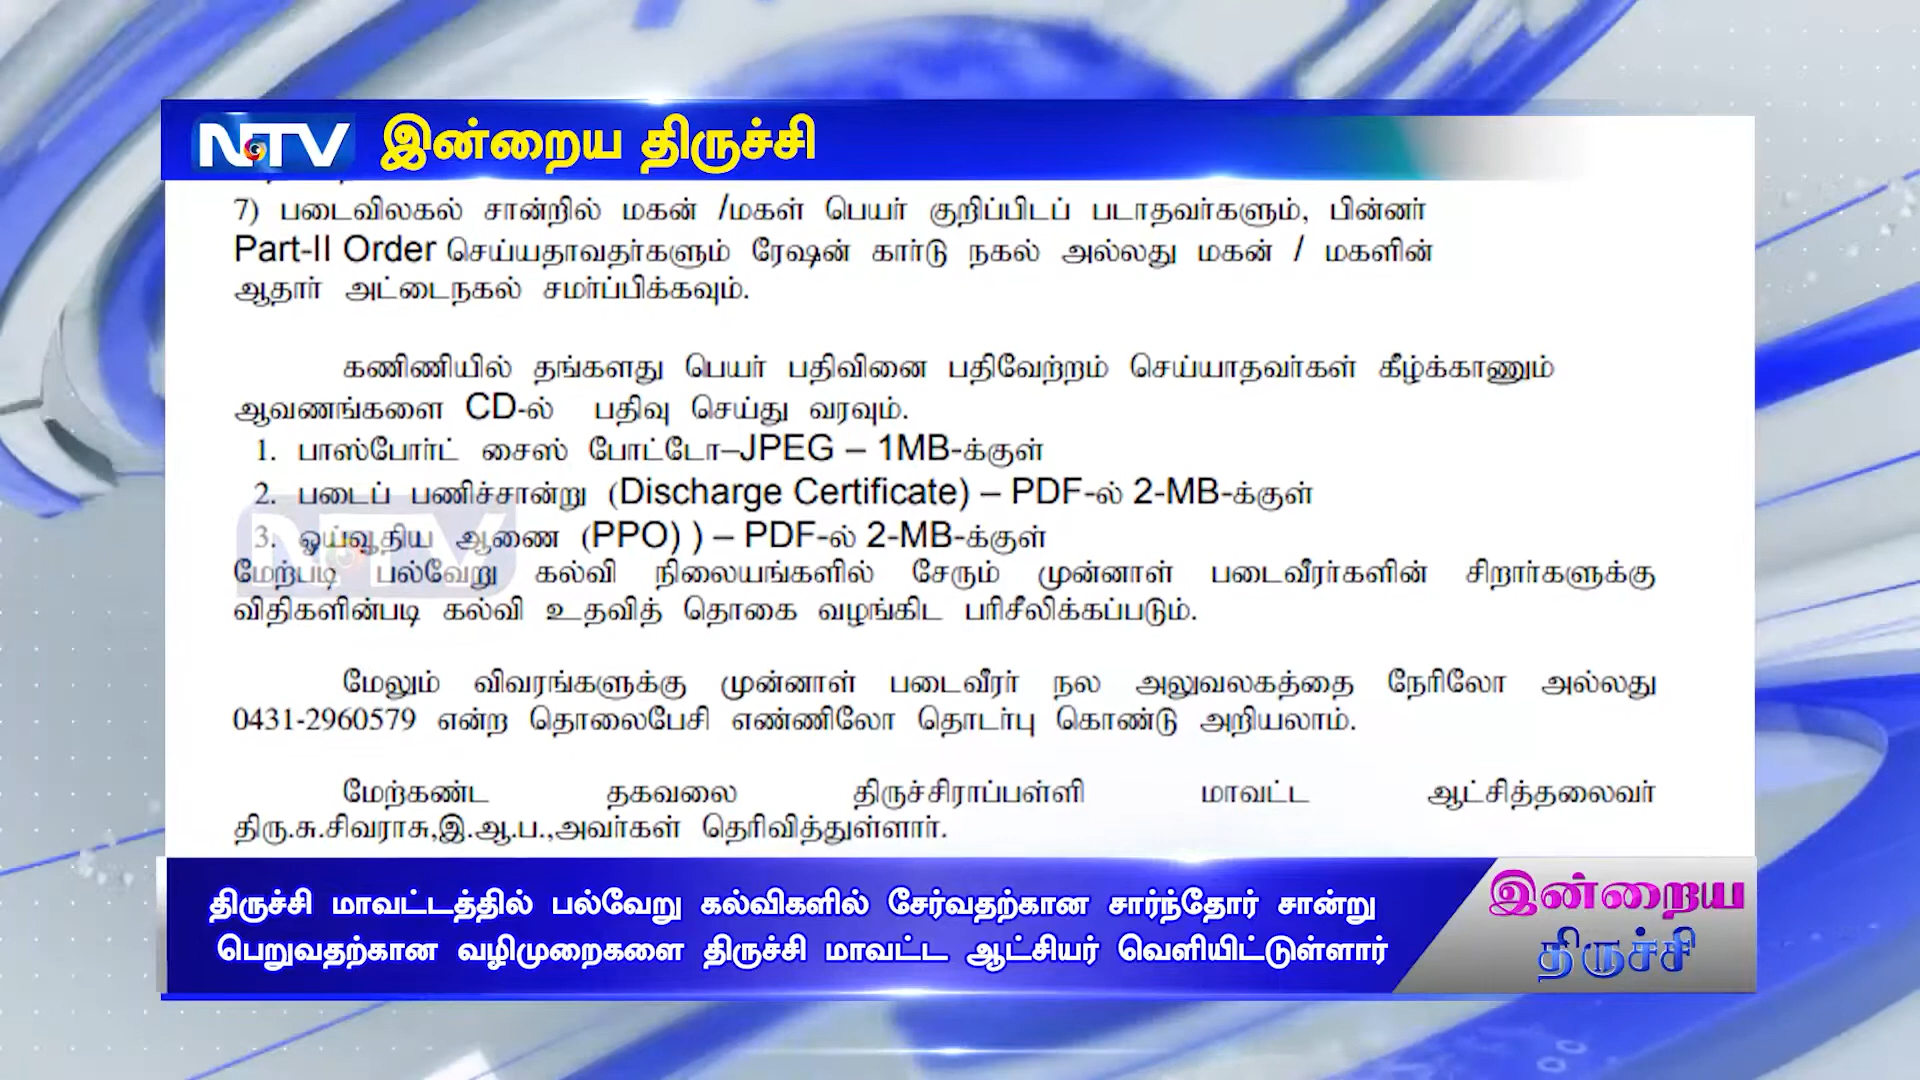 NTV இன்றைய திருச்சி
7) படைவிலகல் சான்றில் மகன் /மகள் பெயர் குறிப்பிடப் படாதவர்களும், பின்னர்
Part-II Order செய்யதாவதர்களும் ரேஷன் கார்டு நகல் அல்லது மகன் / மகளின்
ஆதார் அட்டைநகல் சமர்ப்பிக்கவும்.
கணிணியில் தங்களது பெயர் பதிவினை பதிவேற்றம் செய்யாதவர்கள் கீழ்க்காணும்
ஆவணங்களை CD-ல் பதிவு செய்து வரவும்.
1. பாஸ்போர்ட் சைஸ் போட்டோ–JPEG – 1MB-க்குள்
2. படைப் பணிச்சான்று (Discharge Certificate) – PDF-ல் 2-MB-க்குள்
3. ஓய்வூதிய ஆணை (PPO) ) – PDF-ல் 2-MB-க்குள்
மேற்படி பல்வேறு கல்வி நிலையங்களில் சேரும் முன்னாள் படைவீரர்களின் சிறார்களுக்கு
விதிகளின்படி கல்வி உதவித் தொகை வழங்கிட பரிசீலிக்கப்படும்.
மேலும் விவரங்களுக்கு முன்னாள் படைவீரர் நல அலுவலகத்தை நேரிலோ அல்லது
0431-2960579 என்ற தொலைபேசி எண்ணிலோ தொடர்பு கொண்டு அறியலாம்.
மேற்கண்ட தகவலை திருச்சிராப்பள்ளி மாவட்ட ஆட்சித்தலைவர்
திரு.சு.சிவராசு,இ.ஆ.ப.,அவர்கள் தெரிவித்துள்ளார்.
திருச்சி மாவட்டத்தில் பல்வேறு கல்விகளில் சேர்வதற்கான சார்ந்தோர் சான்று
பெறுவதற்கான வழிமுறைகளை திருச்சி மாவட்ட ஆட்சியர் வெளியிட்டுள்ளார்
இன்றைய
திருச்சி